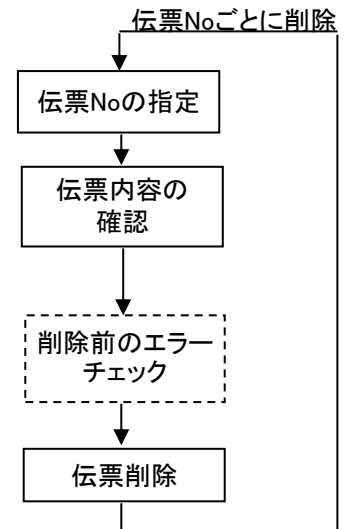 伝票Noごとに削除
伝票Noの指定
伝票内容の
確認
削除前のエラー
チェック
伝票削除